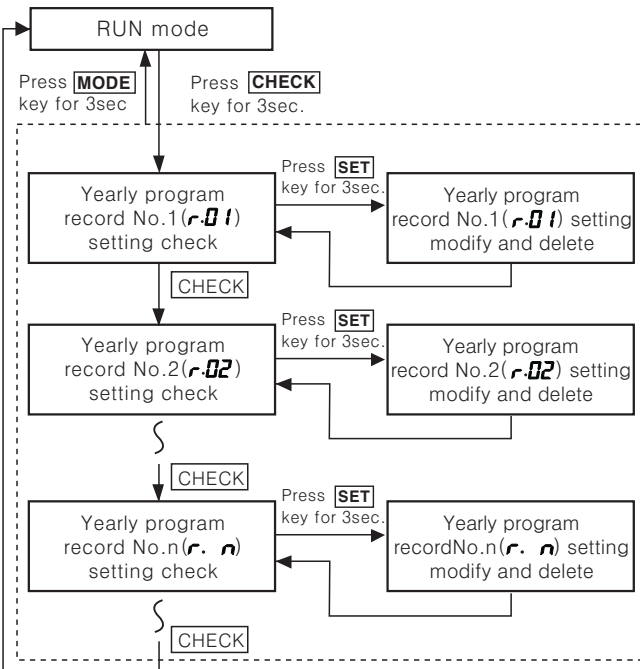 RUN mode
Press MODE
key for 3sec
Press CHECK
key for 3sec.
Yearly program
record No.1(r.01)
setting check
Press SET
key for 3sec.
Yearly program
record No.1(r.01) setting
modify and delete
CHECK
Yearly program
record No.2(r.02)
setting check
Press SET
key for 3sec.
Yearly program
record No.2(r.02) setting
modify and delete
CHECK
Yearly program
record No.n(r. n)
setting check
Press SET
key for 3sec.
Yearly program
recordNo.n(r. n) setting
modify and delete
CHECK